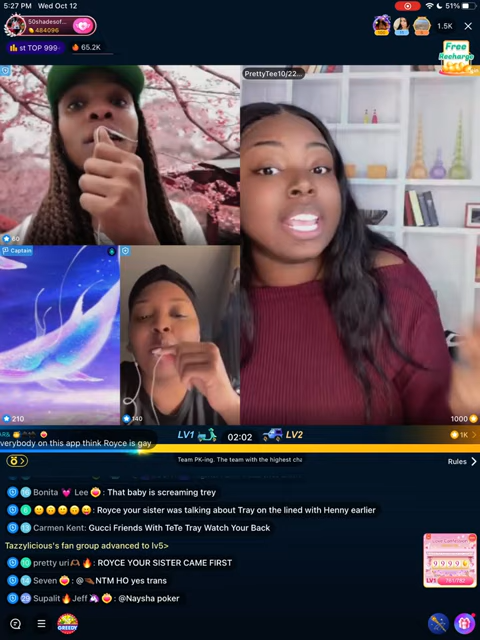 5:27 PM Wed Oct 12
51%
50shadesof...
484096
1.5K
st TOP 999+
65.2K
Free
Recharge
PrettyTee10/22...
60
Captain
210
140
1000
LV1
02:02
LV2
1K >
verybody on this app think Royce is gay
Team PK-ing. The team with the highest cha
Rules >
Bonita Lee : That baby is screaming trey
Royce your sister was talking about Tray on the lined with Henny earlier
Carmen Kent: Gucci Friends With TeTe Tray Watch Your Back
Tazzylicious's fan group advanced to lv5>
pretty uri : ROYCE YOUR SISTER CAME FIRST
Seven : @ NTM HO yes trans
Supalit Jeff : @Naysha poker
LV1
GREEDY